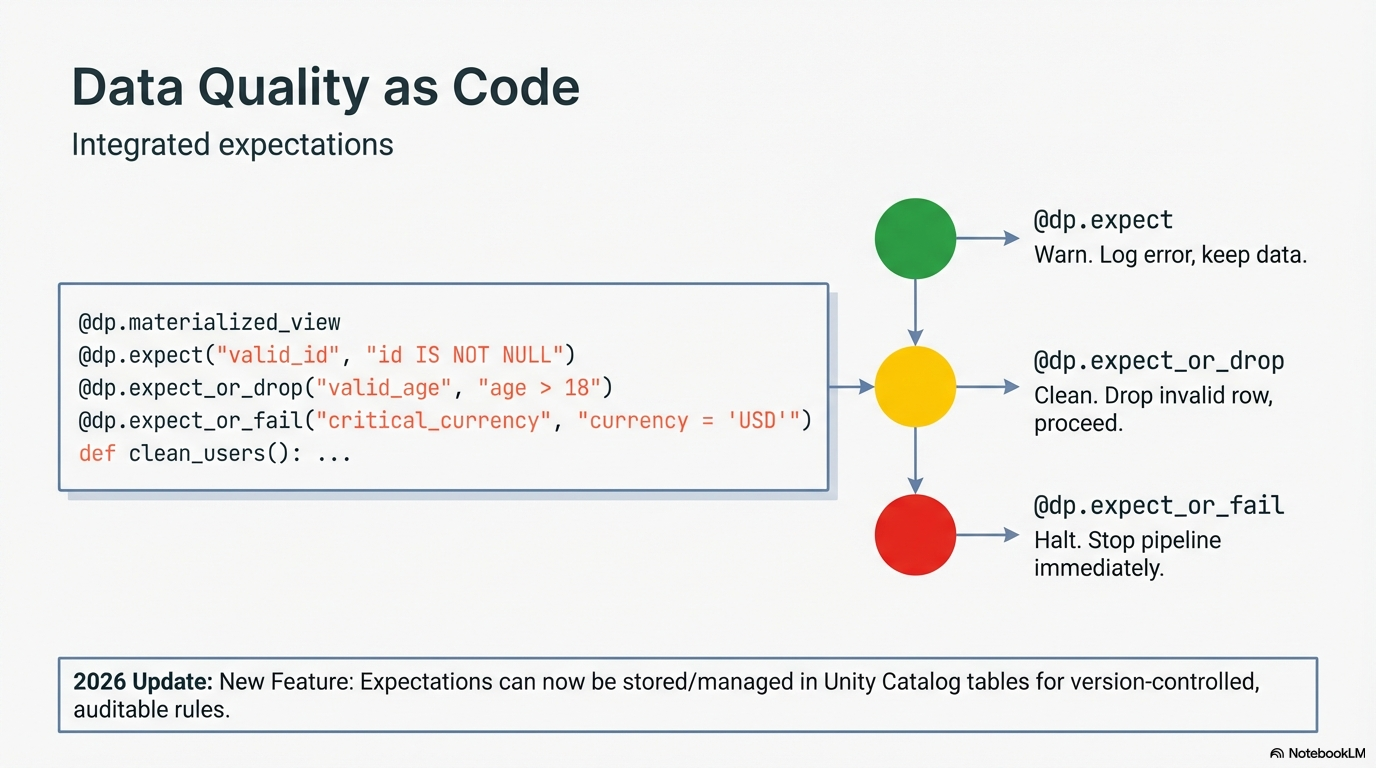 Data Quality as Code
Integrated expectations
@dp.materialized_view
@dp.expect("valid_id", "id IS NOT NULL")
@dp.expect_or_drop("valid_age", "age > 18")
@dp.expect_or_fail("critical_currency", "currency = 'USD'")
def clean_users(): ...
@dp.expect
Warn. Log error, keep data.
@dp.expect_or_drop
Clean. Drop invalid row,
proceed.
@dp.expect_or_fail
Halt. Stop pipeline
immediately.
2026 Update: New Feature: Expectations can now be stored/managed in Unity Catalog tables for version-controlled,
auditable rules.
NotebookLM